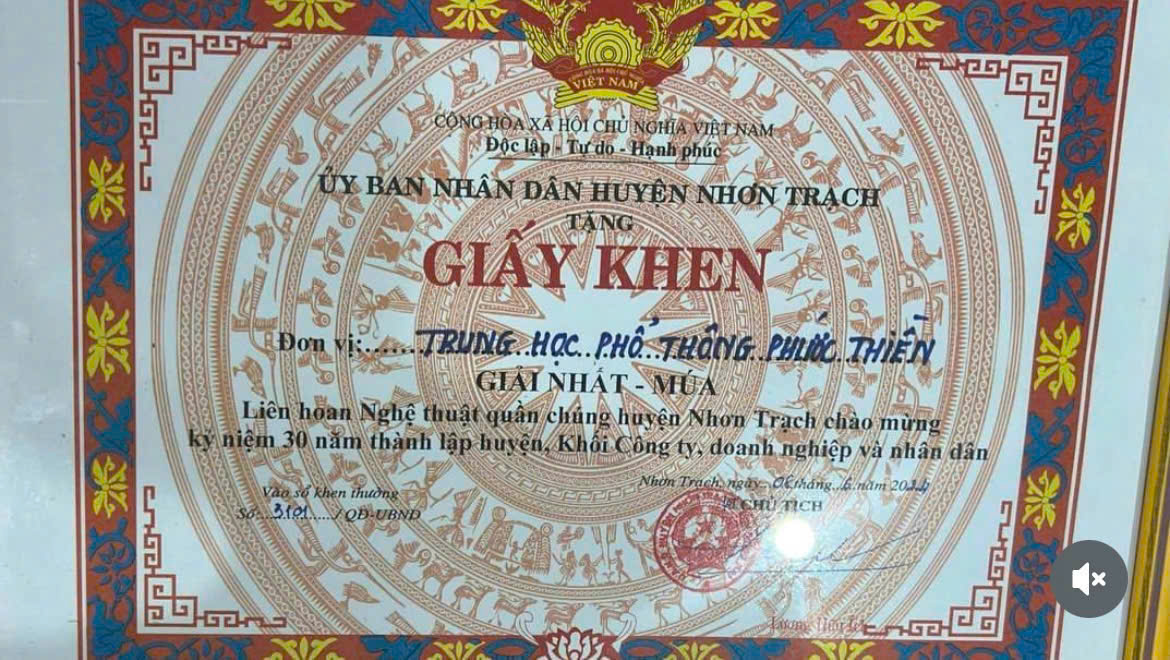 VIỆT NAM
CỘNG HÒA XÃ HỘI CHỦ NGHĨA VIỆT NAM
Độc lập - Tự do - Hạnh phúc
ỦY BAN NHÂN DÂN HUYỆN NHƠN TRẠCH
TẶNG
GIẤY KHEN
Đơn vị:.......TRUNG HỌC PHỔ THÔNG PHƯỚC THIỀN
GIẢI NHẤT - MÚA
Liên hoan Nghệ thuật quần chúng huyện Nhơn Trạch chào mừng
kỷ niệm 30 năm thành lập huyện, Khối Công ty, doanh nghiệp và nhân dân
Nhơn Trạch, ngày tháng 6 năm 2024
Vào sổ khen thưởng
Số:...3101....../ QĐ-UBND
CHỦ TỊCH
Lương Hữu